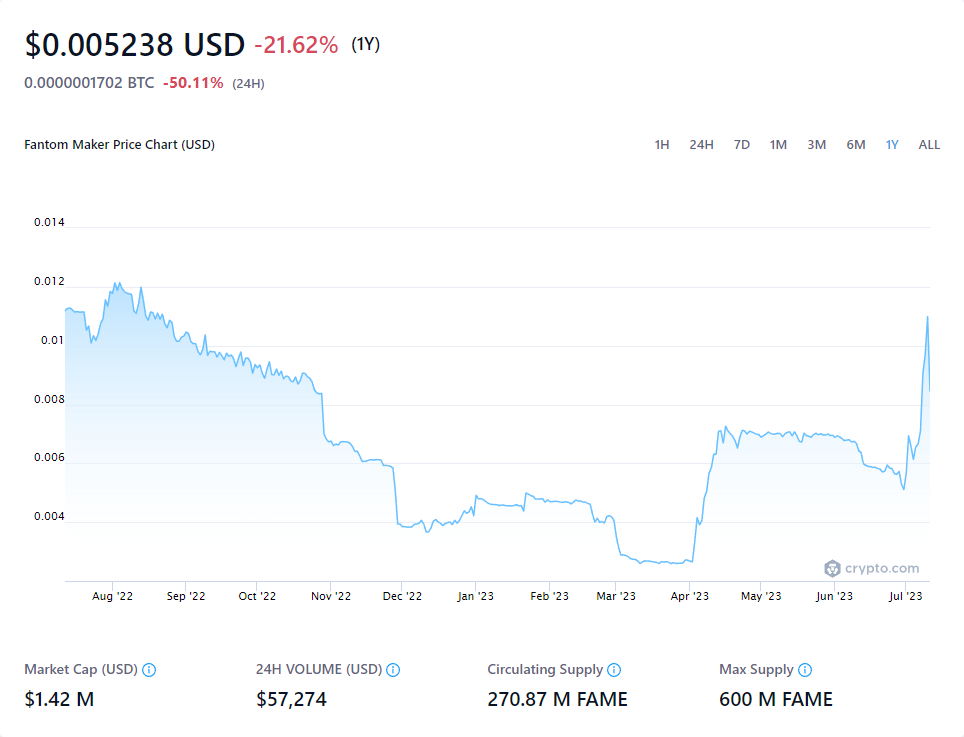 $0.005238 USD -21.62% (1Y)
0.0000001702 BTC -50.11% (24H)
Fantom Maker Price Chart (USD) 1H 24H 7D 1M 3M 6M 1Y ALL
0.014
0.012
0.01
0.008
0.006
0.004
crypto.com
Aug '22 Sep '22 Oct '22 Nov '22 Dec '22 Jan '23 Feb '23 Mar '23 Apr '23 May '23 Jun '23 Jul '23
Market Cap (USD) 24H VOLUME (USD) Circulating Supply Max Supply
$1.42 M $57,274 270.87 M FAME 600 M FAME